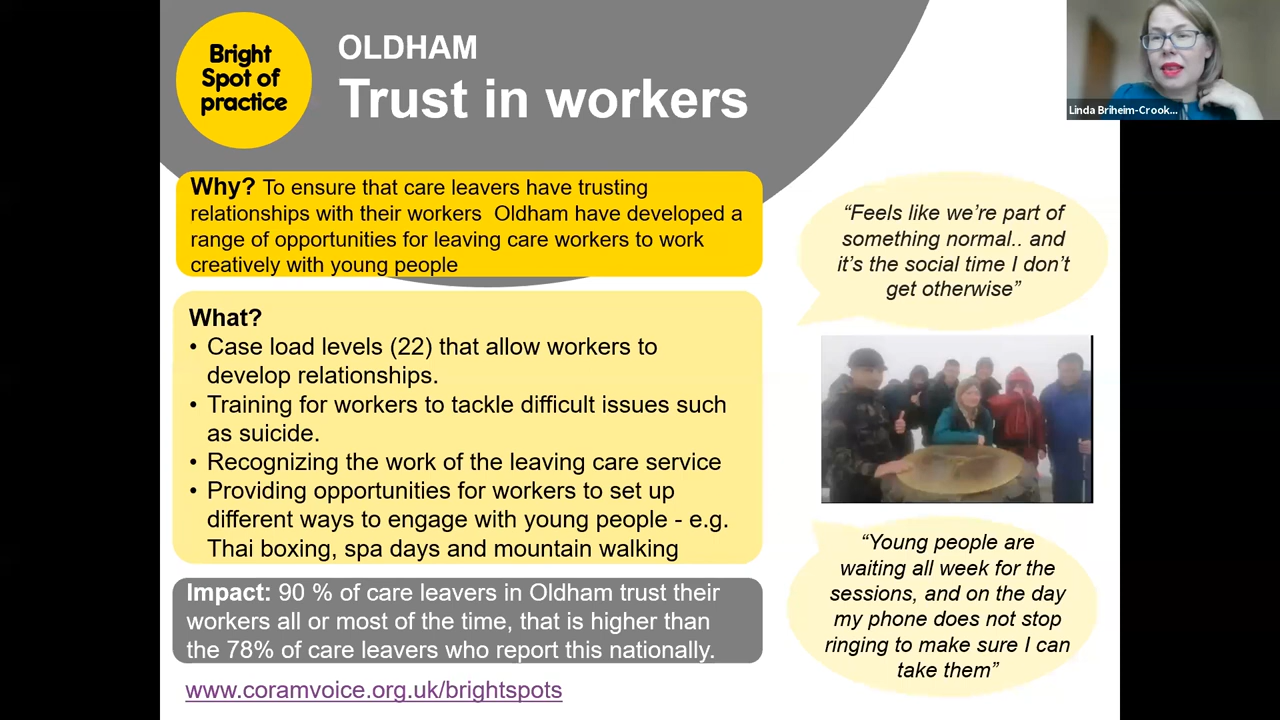 Bright
Spot of
practice
OLDHAM
Trust in workers
Linda Briheim-Crook...
Why? To ensure that care leavers have trusting
relationships with their workers  Oldham have developed a
range of opportunities for leaving care workers to work
creatively with young people
What?
• Case load levels (22) that allow workers to
develop relationships.
• Training for workers to tackle difficult issues such
as suicide.
• Recognizing the work of the leaving care service
• Providing opportunities for workers to set up
different ways to engage with young people - e.g.
Thai boxing, spa days and mountain walking
Impact: 90 % of care leavers in Oldham trust their
workers all or most of the time, that is higher than
the 78% of care leavers who report this nationally.
www.coramvoice.org.uk/brightspots
“Feels like we’re part of
something normal.. and
it’s the social time I don’t
get otherwise”
“Young people are
waiting all week for the
sessions, and on the day
my phone does not stop
ringing to make sure I can
take them”